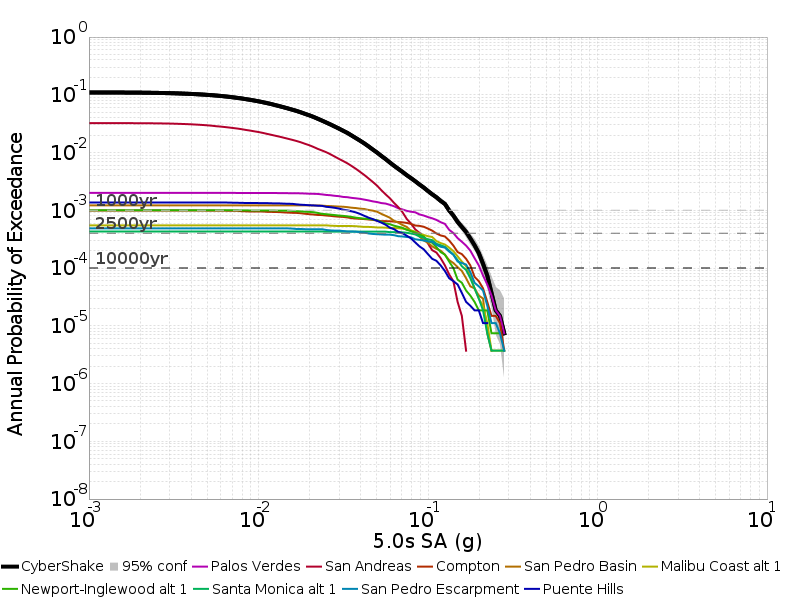 10^0
10^-1
10^-2
10^-3
10^-4
10^-5
10^-6
10^-7
10^-8
Annual Probability of Exceedance
1000yr
2500yr
10000yr
10^-3 10^-2 10^-1 10^0 10^1
5.0s SA (g)
CyberShake 95% conf Palos Verdes San Andreas Compton San Pedro Basin Malibu Coast alt 1
Newport-Inglewood alt 1 Santa Monica alt 1 San Pedro Escarpment Puente Hills